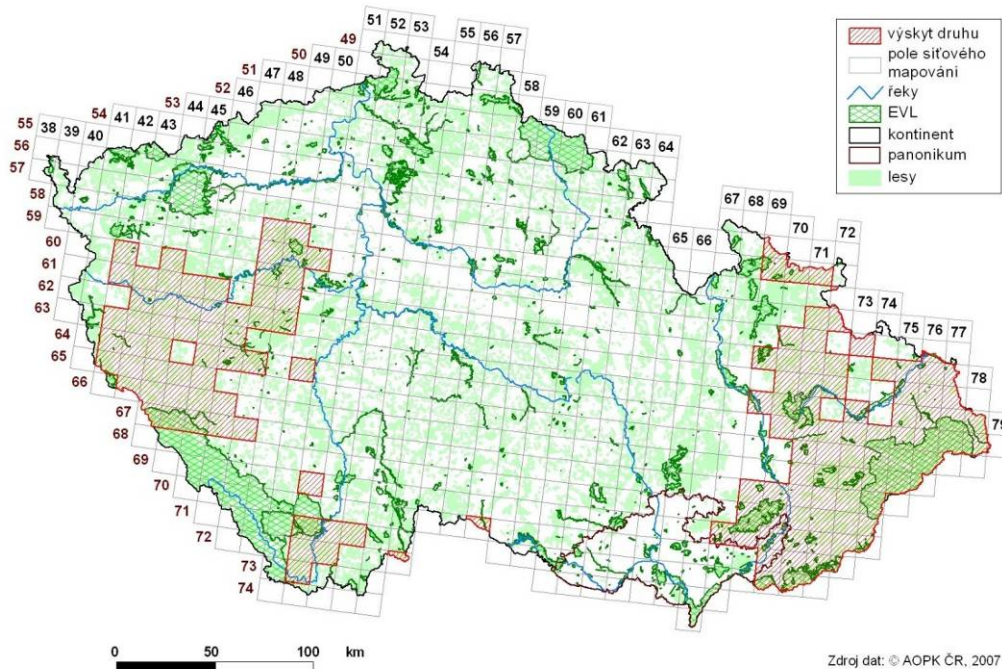 51 52 53
49
54
55 56 57
50
49 50
51
47 48
58
52
46
59 60 61
53
44 45
62 63 64
54
41 42 43
55
38 39 40
56
57
58
59
67 68 69
70
71
72
60
65 66
61
62
63
73 74
64
75 76 77
65
78
66
79
67
68
69
70
71
72
73
74
výskyt druhu
pole síťového
mapování
řeky
EVL
kontinent
panonikum
lesy
0 50 100 km
Zdroj dat: © AOPK ČR, 2007